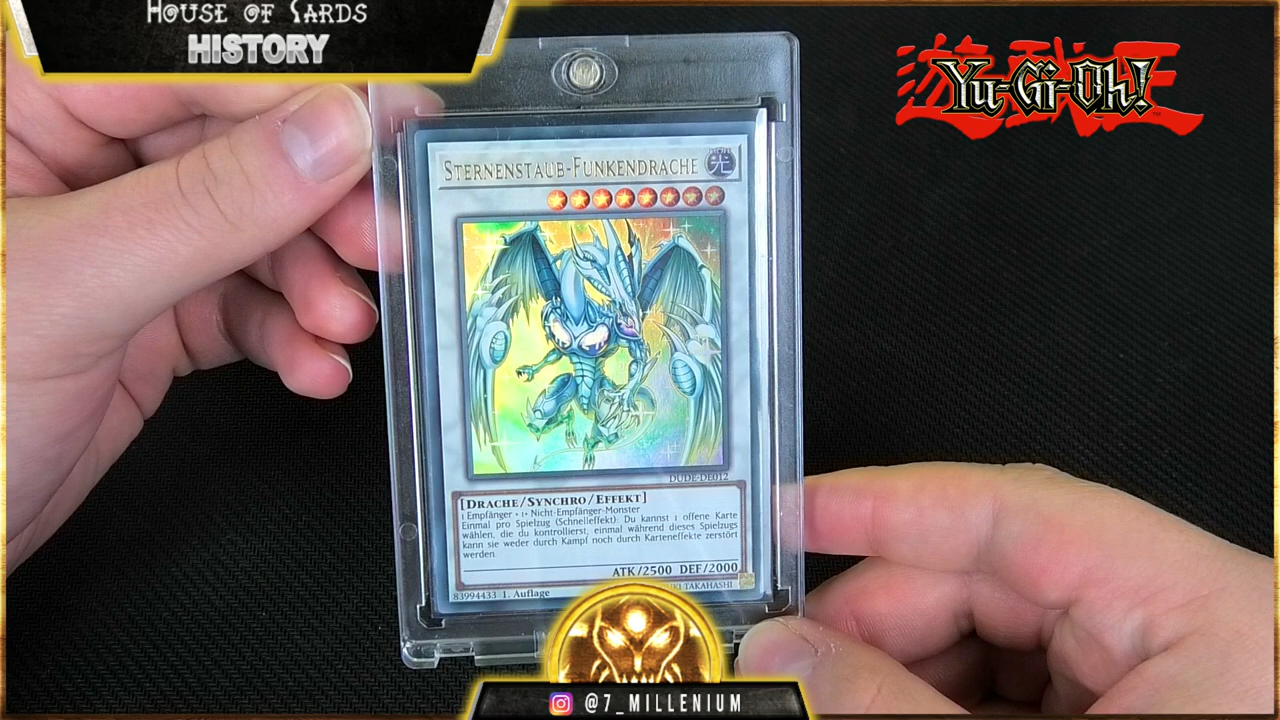 House of Cards
HISTORY
遊戯王
Yu-Gi-Oh!
Sternenstaub-Funkendrache
光
[Drache/Synchro/Effekt]
1 Empfänger + 1+ Nicht-Empfänger-Monster
Einmal pro Spielzug (Schnelleffekt): Du kannst 1 offene Karte
wählen, die du kontrollierst; einmal während dieses Spielzugs
kann sie weder durch Kampf noch durch Karteneffekte zerstört
werden.
DUDE-DE012
ATK/2500 DEF/2000
83994433 1. Auflage
TAKAHASHI
@7_MILLENIUM